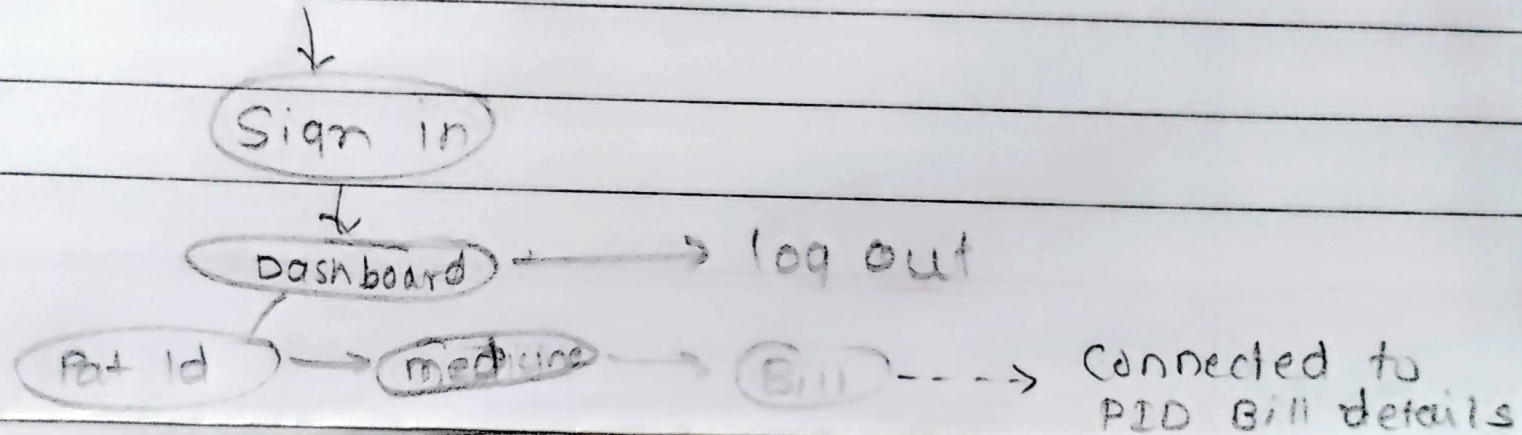 Sign in
Dashboard
log out
Pat Id
medicine
Bill
Connected to
PID Bill details